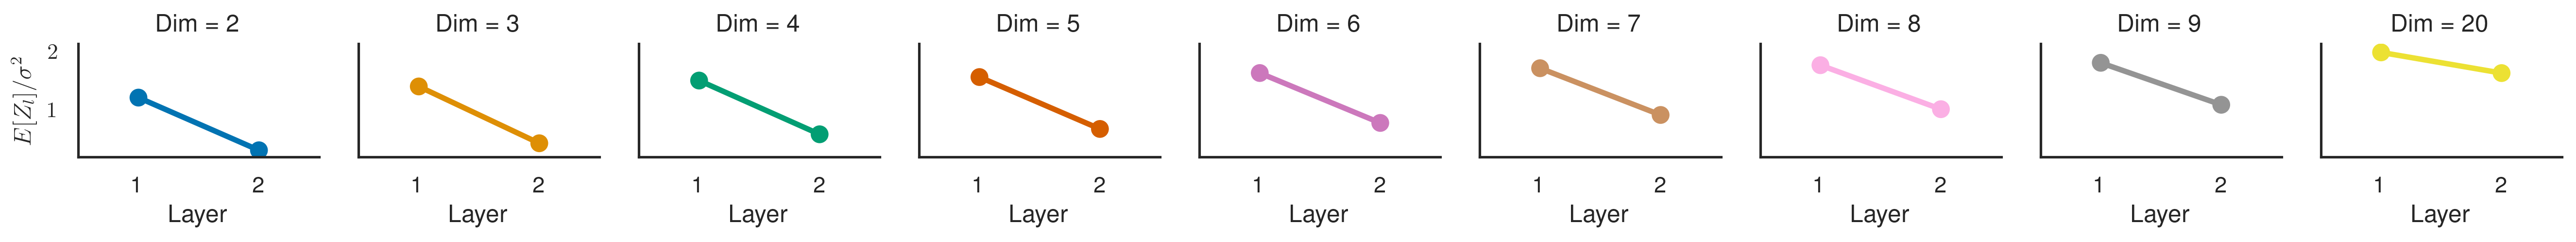 Dim = 2 Dim = 3 Dim = 4 Dim = 5 Dim = 6 Dim = 7 Dim = 8 Dim = 9 Dim = 20
E[Z_l]/σ²
2
1
1 2 1 2 1 2 1 2 1 2 1 2 1 2 1 2 1 2
Layer Layer Layer Layer Layer Layer Layer Layer Layer